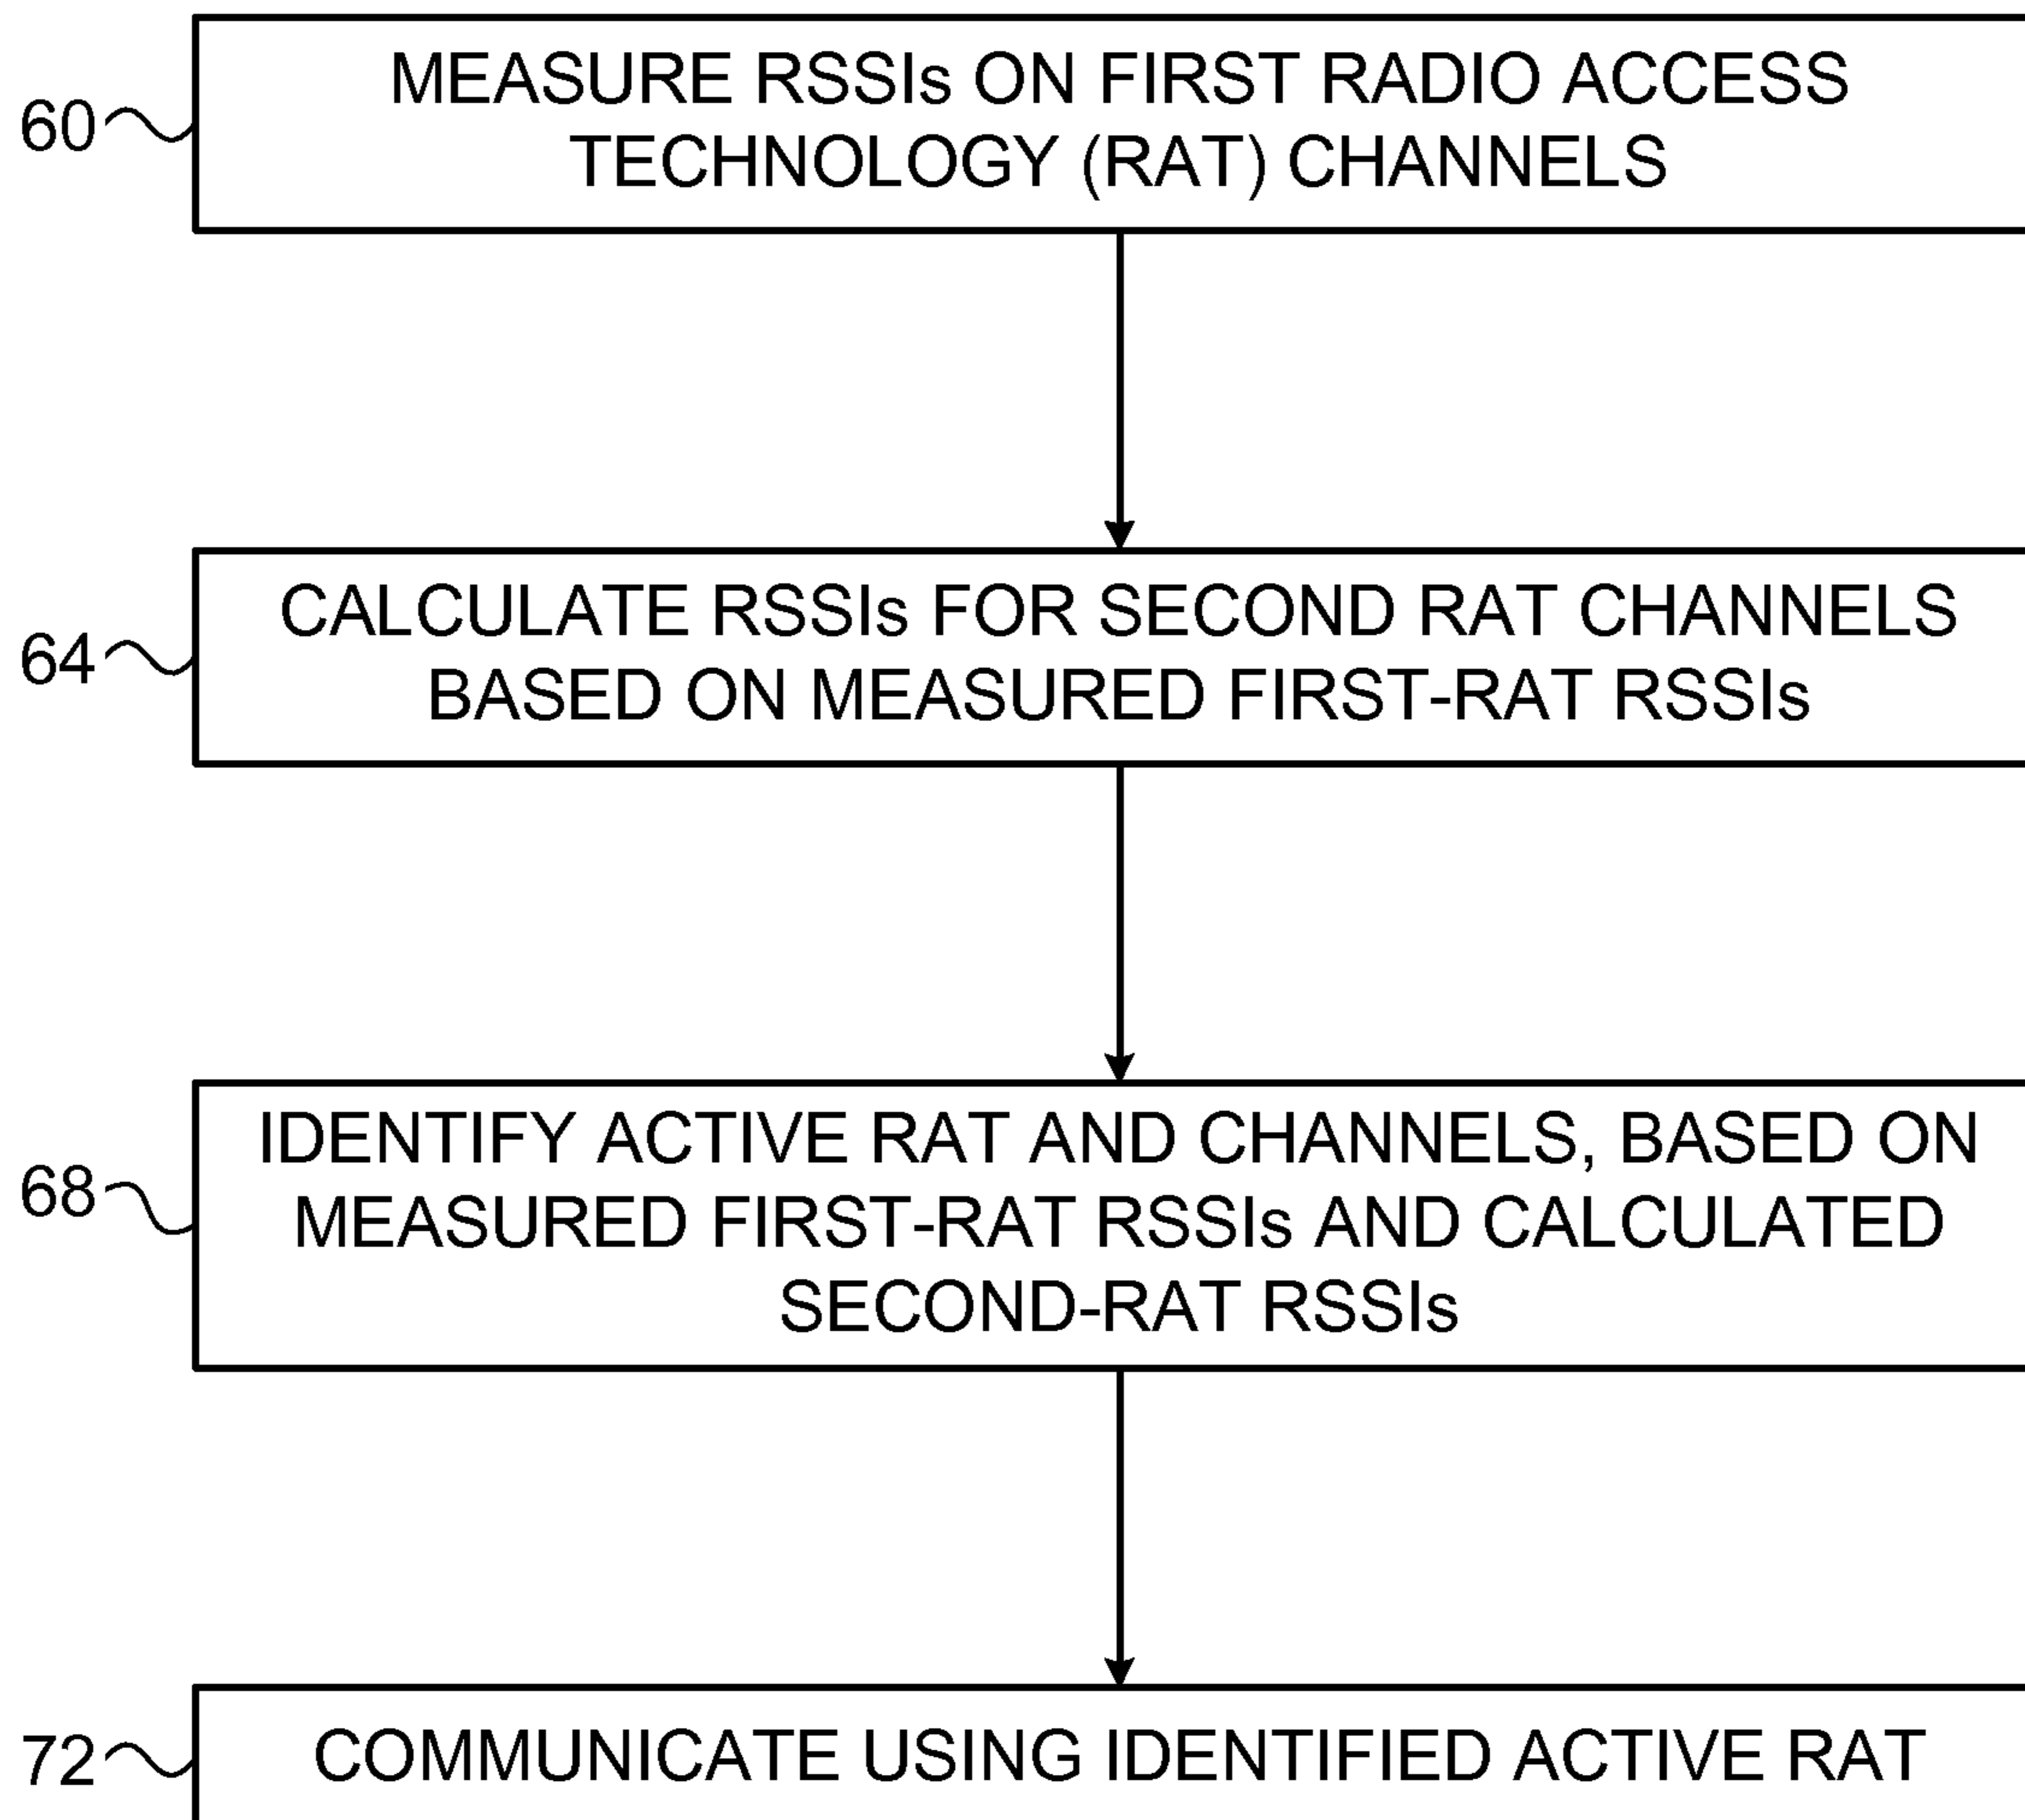 60
MEASURE RSSIs ON FIRST RADIO ACCESS
TECHNOLOGY (RAT) CHANNELS
64
CALCULATE RSSIs FOR SECOND RAT CHANNELS
BASED ON MEASURED FIRST-RAT RSSIs
68
IDENTIFY ACTIVE RAT AND CHANNELS, BASED ON
MEASURED FIRST-RAT RSSIs AND CALCULATED
SECOND-RAT RSSIs
72
COMMUNICATE USING IDENTIFIED ACTIVE RAT